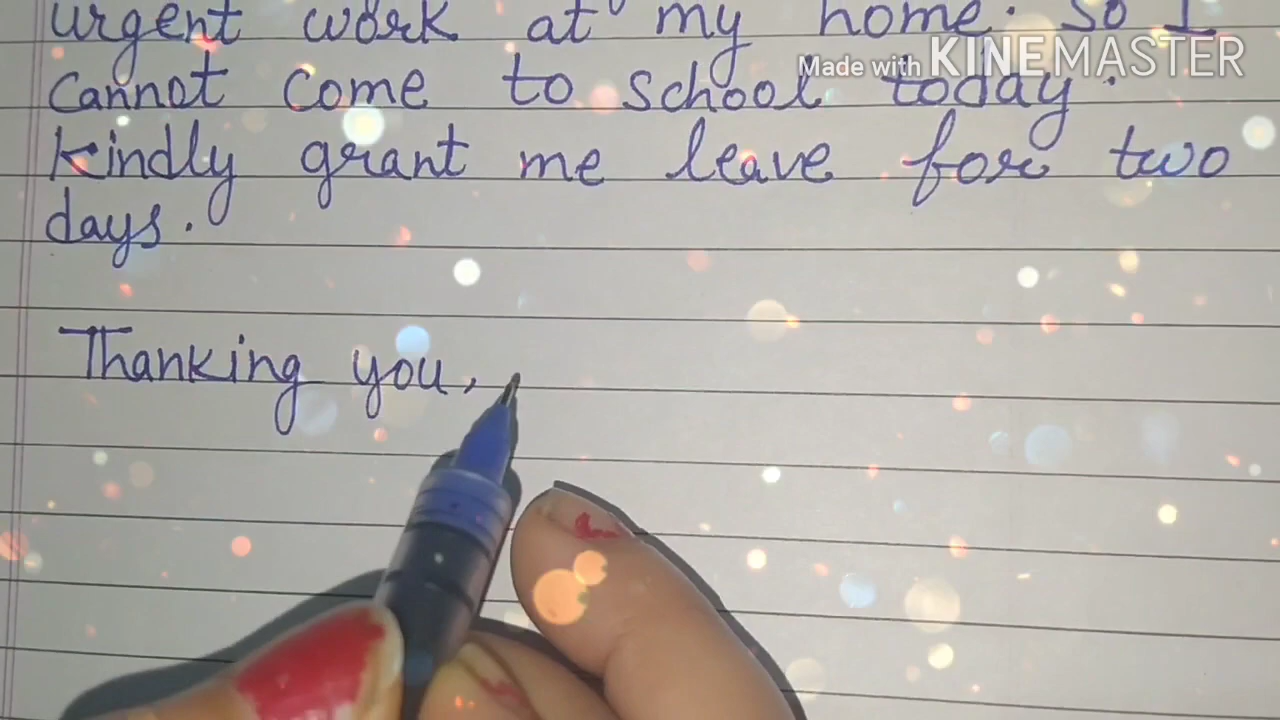 urgent work at my home. So I
Made with KINEMASTER
cannot come to school today.
Kindly grant me leave for two
days.
Thanking you,